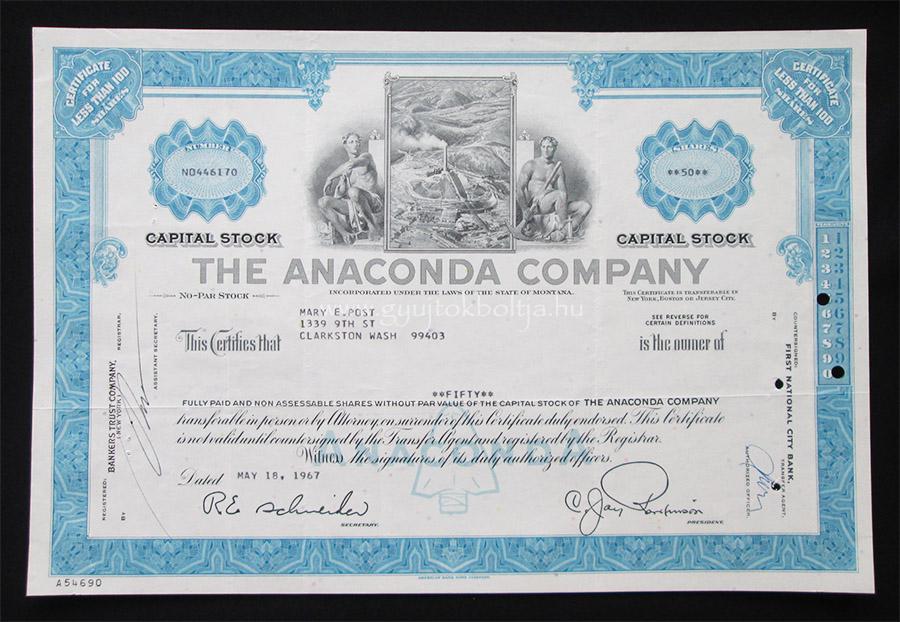 CERTIFICATE
FOR
LESS THAN 100
SHARES
CERTIFICATE
FOR
LESS THAN 100
SHARES
NUMBER
NO446170
SHARES
**50**
CAPITAL STOCK
CAPITAL STOCK
THE ANACONDA COMPANY
INCORPORATED UNDER THE LAWS OF THE STATE OF MONTANA.
NO-PAR STOCK
THIS CERTIFICATE IS TRANSFERABLE IN
NEW YORK, BOSTON OR JERSEY CITY.
www.gyujtokboltja.hu
MARY E.POST
1339 9TH ST
CLARKSTON WASH 99403
SEE REVERSE FOR
CERTAIN DEFINITIONS
This Certifies that
is the owner of
**FIFTY**
FULLY PAID AND NON ASSESSABLE SHARES WITHOUT PAR VALUE OF THE CAPITAL STOCK OF THE ANACONDA COMPANY
transferable in person or by Attorney, on surrender of this Certificate duly endorsed. This Certificate
is not valid until countersigned by the Transfer Agent and registered by the Registrar.
Witness the signatures of its duly authorized officers.
ANACONDA
Dated MAY 18, 1967
R E Schneider
SECRETARY.
C. Jay Parkinson
PRESIDENT.
REGISTERED:
BANKERS TRUST COMPANY,
(NEW YORK)
REGISTRAR,
BY
ASSISTANT SECRETARY.
COUNTERSIGNED:
FIRST NATIONAL CITY BANK,
TRANSFER AGENT,
BY
AUTHORIZED OFFICER.
1 1
2 2
3 3
4 1
5
6 6
7 7
8 8
9 9
0
A54690
AMERICAN BANK NOTE COMPANY.